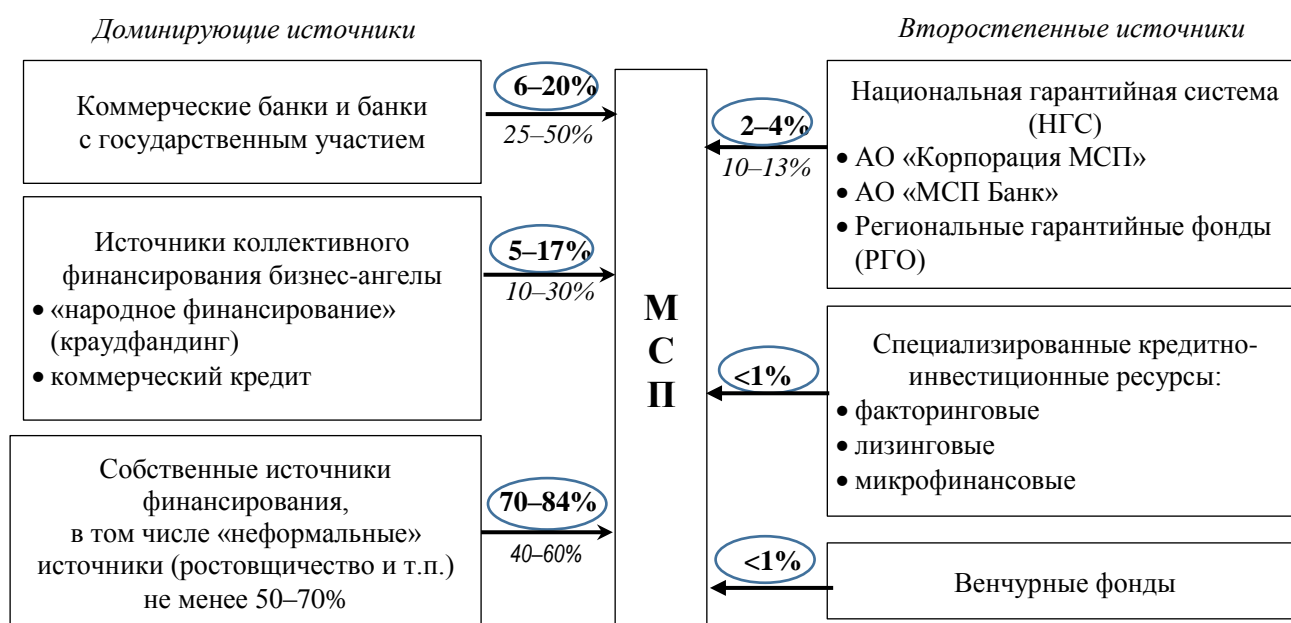 Доминирующие источники
Второстепенные источники
Коммерческие банки и банки
с государственным участием
6–20%
25–50%
Источники коллективного
финансирования бизнес-ангелы
• «народное финансирование»
(краудфандинг)
• коммерческий кредит
5–17%
10–30%
Собственные источники
финансирования,
в том числе «неформальные»
источники (ростовщичество и т.п.)
не менее 50–70%
70–84%
40–60%
М
С
П
2–4%
10–13%
Национальная гарантийная система
(НГС)
• АО «Корпорация МСП»
• АО «МСП Банк»
• Региональные гарантийные фонды
(РГО)
<1%
Специализированные кредитно-
инвестиционные ресурсы:
• факторинговые
• лизинговые
• микрофинансовые
<1%
Венчурные фонды